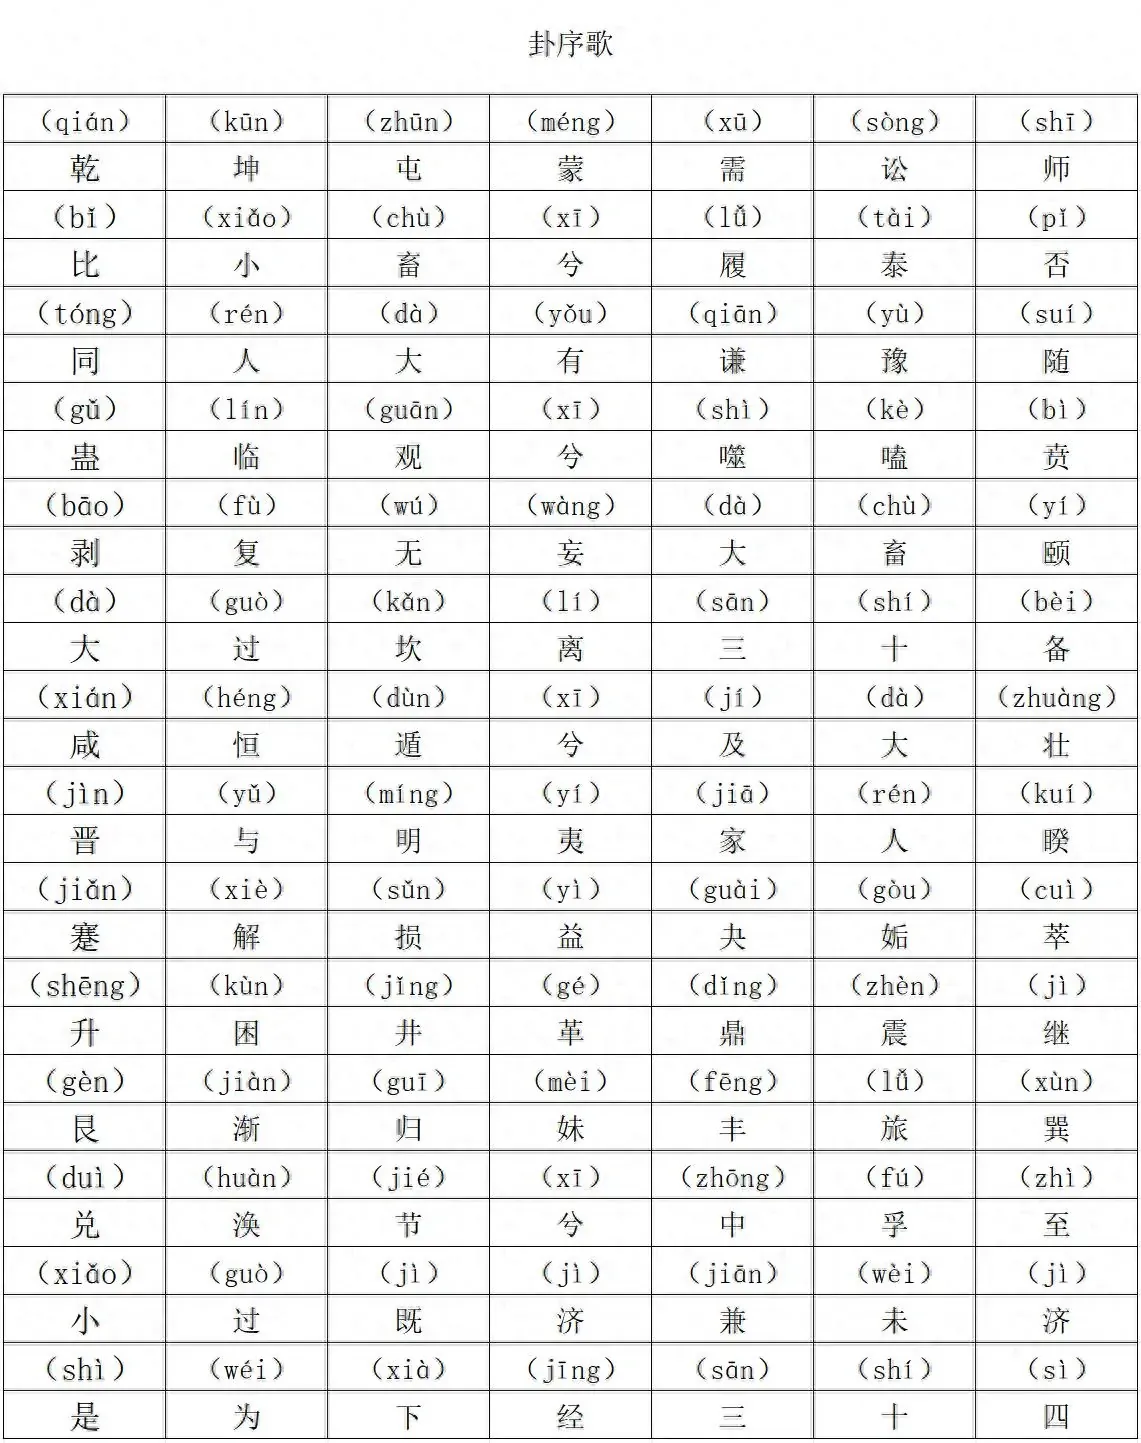 卦序歌
（qián） （kūn） （zhūn） （méng） （xū） （sòng） （shī）
乾 坤 屯 蒙 需 讼 师
（bǐ） （xiǎo） （chù） （xī） （lǚ） （tài） （pǐ）
比 小 畜 兮 履 泰 否
（tóng） （rén） （dà） （yǒu） （qiān） （yù） （suí）
同 人 大 有 谦 豫 随
（gǔ） （lín） （guān） （xī） （shì） （kè） （bì）
蛊 临 观 兮 噬 嗑 贲
（bāo） （fù） （wú） （wàng） （dà） （chù） （yí）
剥 复 无 妄 大 畜 颐
（dà） （guò） （kǎn） （lí） （sān） （shí） （bèi）
大 过 坎 离 三 十 备
（xián） （héng） （dùn） （xī） （jí） （dà） （zhuàng）
咸 恒 遁 兮 及 大 壮
（jìn） （yǔ） （míng） （yí） （jiā） （rén） （kuí）
晋 与 明 夷 家 人 睽
（jiǎn） （xiè） （sǔn） （yì） （guài） （gòu） （cuì）
蹇 解 损 益 夬 姤 萃
（shēng） （kùn） （jǐng） （gé） （dǐng） （zhèn） （jì）
升 困 井 革 鼎 震 继
（gèn） （jiàn） （guī） （mèi） （fēng） （lǚ） （xùn）
艮 渐 归 妹 丰 旅 巽
（duì） （huàn） （jié） （xī） （zhōng） （fú） （zhì）
兑 涣 节 兮 中 孚 至
（xiǎo） （guò） （jì） （jì） （jiān） （wèi） （jì）
小 过 既 济 兼 未 济
（shì） （wéi） （xià） （jīng） （sān） （shí） （sì）
是 为 下 经 三 十 四